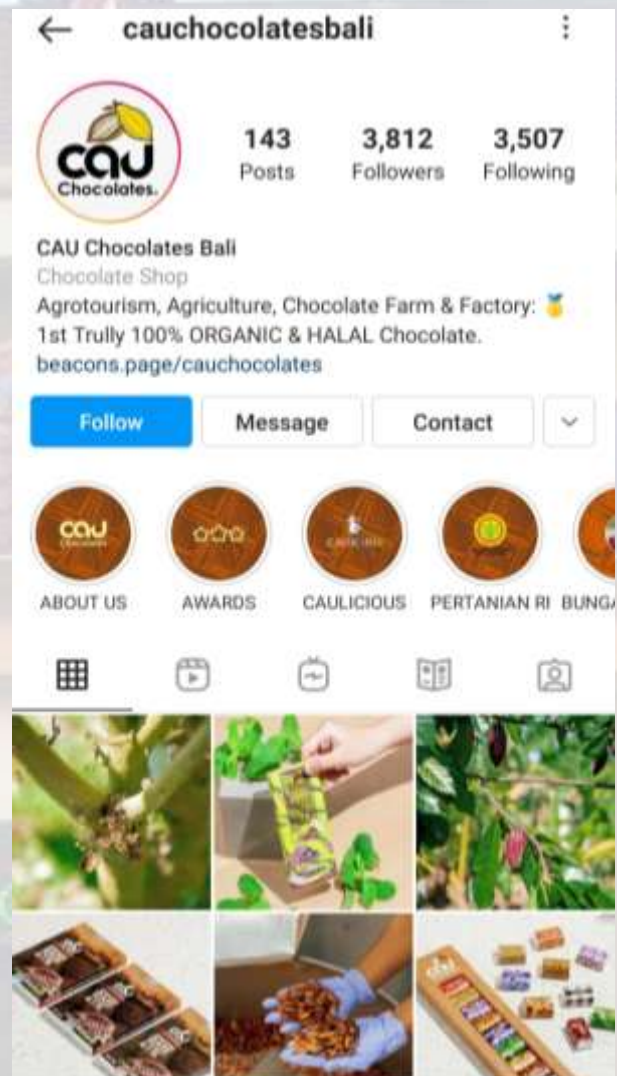 cauchocolatesbali
cau
Chocolates.
143
Posts
3,812
Followers
3,507
Following
CAU Chocolates Bali
Chocolate Shop
Agrotourism, Agriculture, Chocolate Farm & Factory: 🥇
1st Trully 100% ORGANIC & HALAL Chocolate.
beacons.page/cauchocolates
Follow
Message
Contact
cau
ABOUT US
AWARDS
CAULICIOUS
PERTANIAN RI
BUNGA